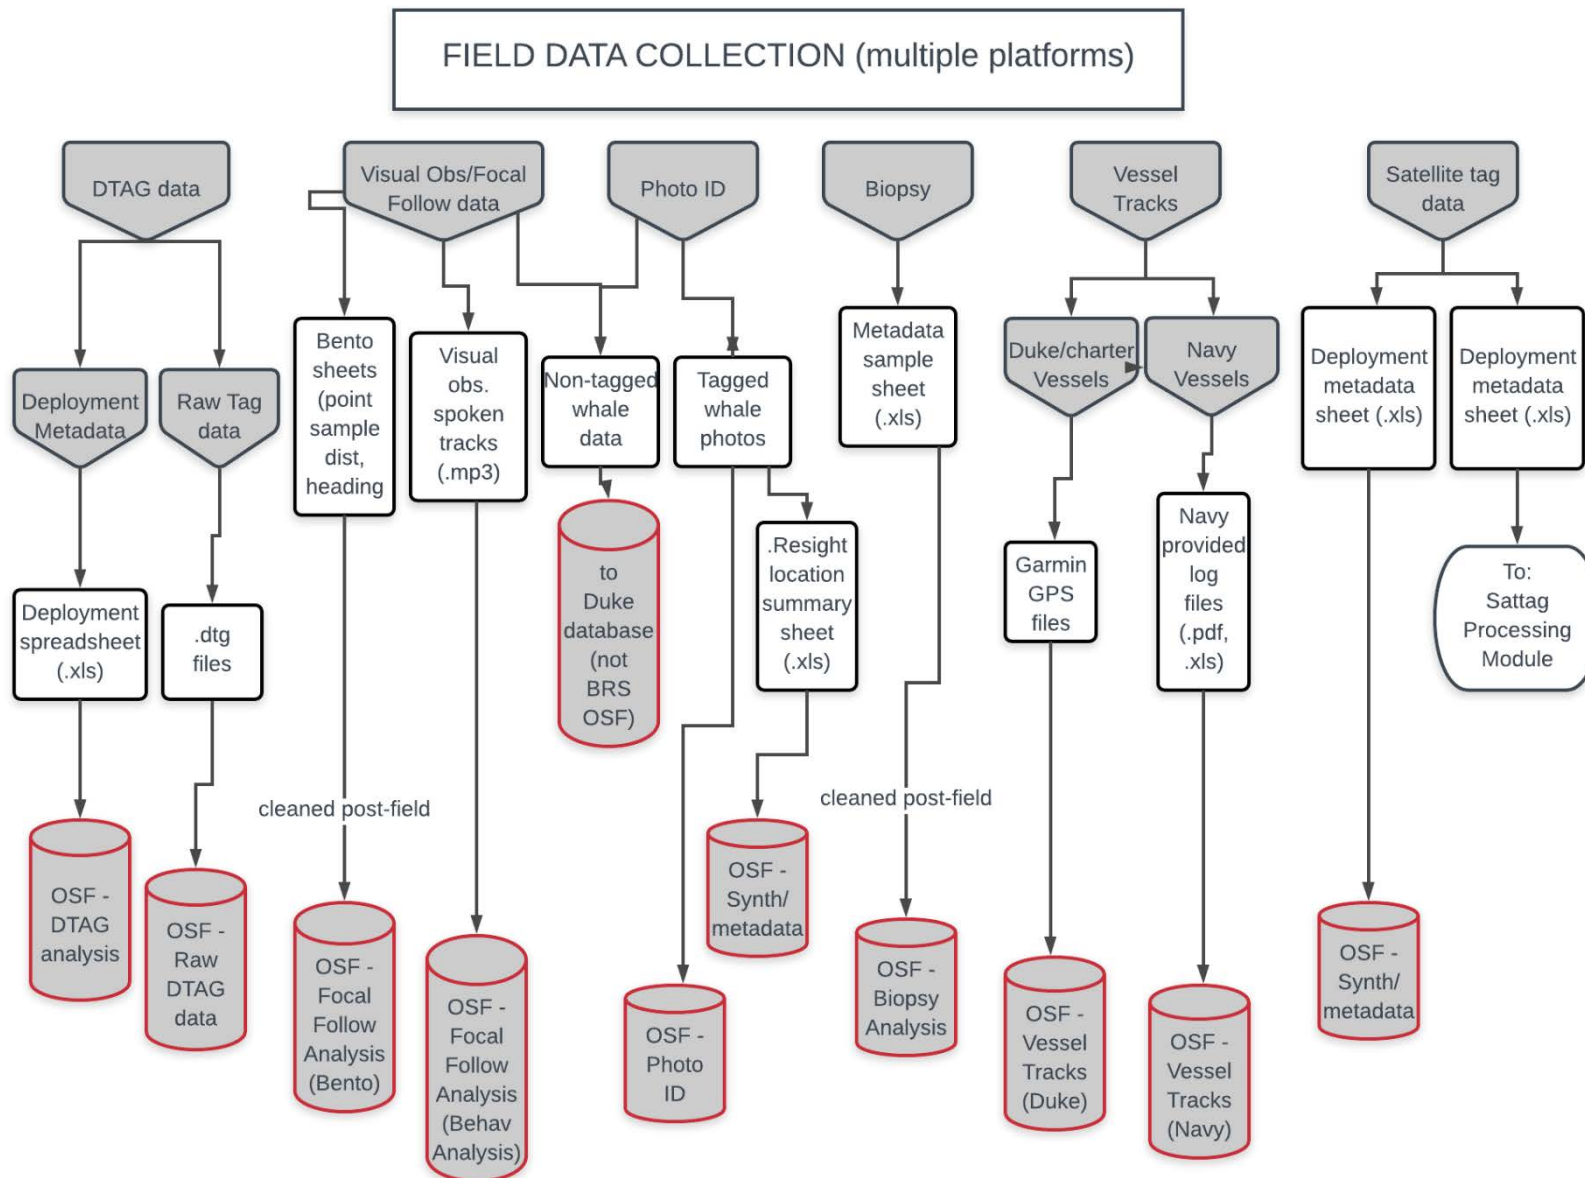 FIELD DATA COLLECTION (multiple platforms)
DTAG data
Visual Obs/Focal
Follow data
Photo ID
Biopsy
Vessel
Tracks
Satellite tag
data
Deployment
Metadata
Raw Tag
data
Bento
sheets
(point
sample
dist,
heading
Visual
obs.
spoken
tracks
(.mp3)
Non-tagged
whale
data
Tagged
whale
photos
Metadata
sample
sheet
(.xls)
Duke/charter
Vessels
Navy
Vessels
Deployment
metadata
sheet (.xls)
Deployment
metadata
sheet (.xls)
Deployment
spreadsheet
(.xls)
.dtg
files
to
Duke
database
(not
BRS
OSF)
.Resight
location
summary
sheet
(.xls)
Garmin
GPS
files
Navy
provided
log
files
(.pdf,
.xls)
To:
Sattag
Processing
Module
cleaned post-field
cleaned post-field
OSF -
DTAG
analysis
OSF -
Raw
DTAG
data
OSF -
Focal
Follow
Analysis
(Bento)
OSF -
Focal
Follow
Analysis
(Behav
Analysis)
OSF -
Photo
ID
OSF -
Synth/
metadata
OSF -
Biopsy
Analysis
OSF -
Vessel
Tracks
(Duke)
OSF -
Vessel
Tracks
(Navy)
OSF -
Synth/
metadata